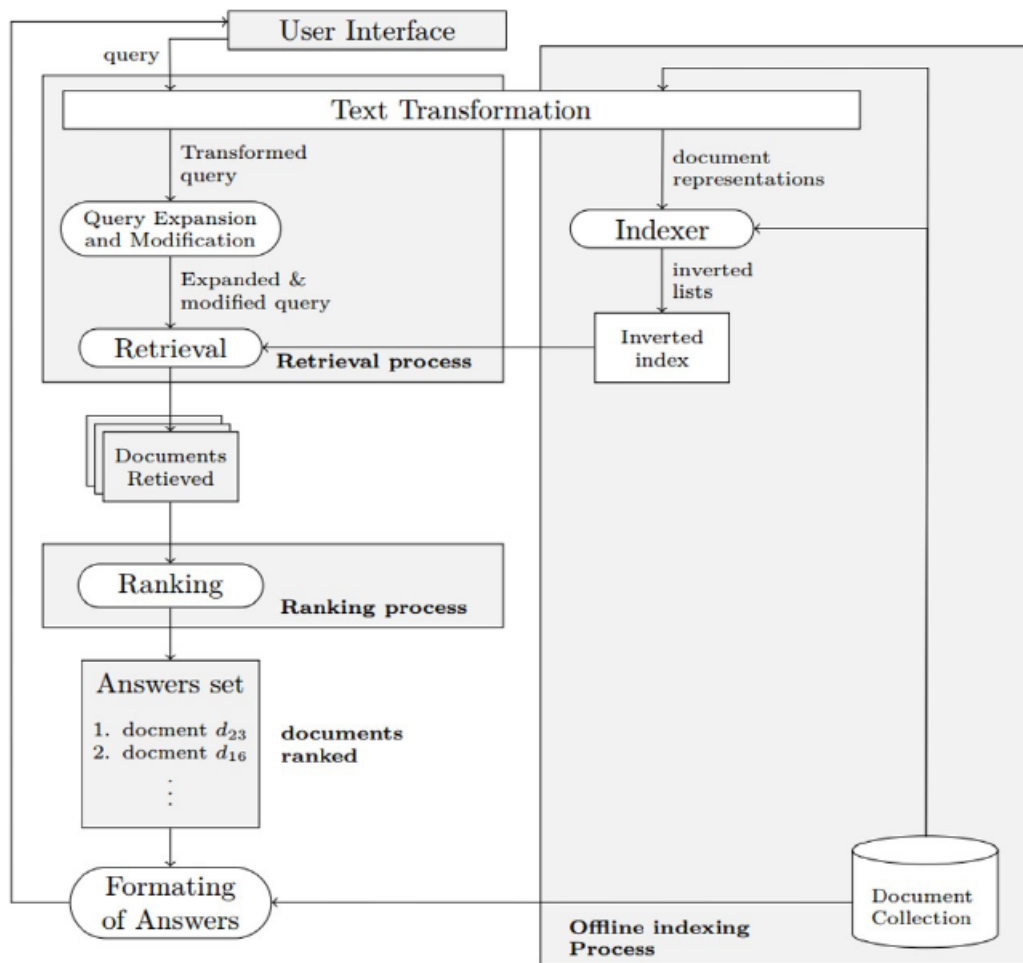 User Interface
query
Text Transformation
Transformed
query
document
representations
Query Expansion
and Modification
Indexer
Expanded &
modified query
inverted
lists
Retrieval
Retrieval process
Inverted
index
Documents
Retieved
Ranking
Ranking process
Answers set
1. docment d₂₃
2. docment d₁₆
⋮
documents
ranked
Formating
of Answers
Document
Collection
Offline indexing
Process